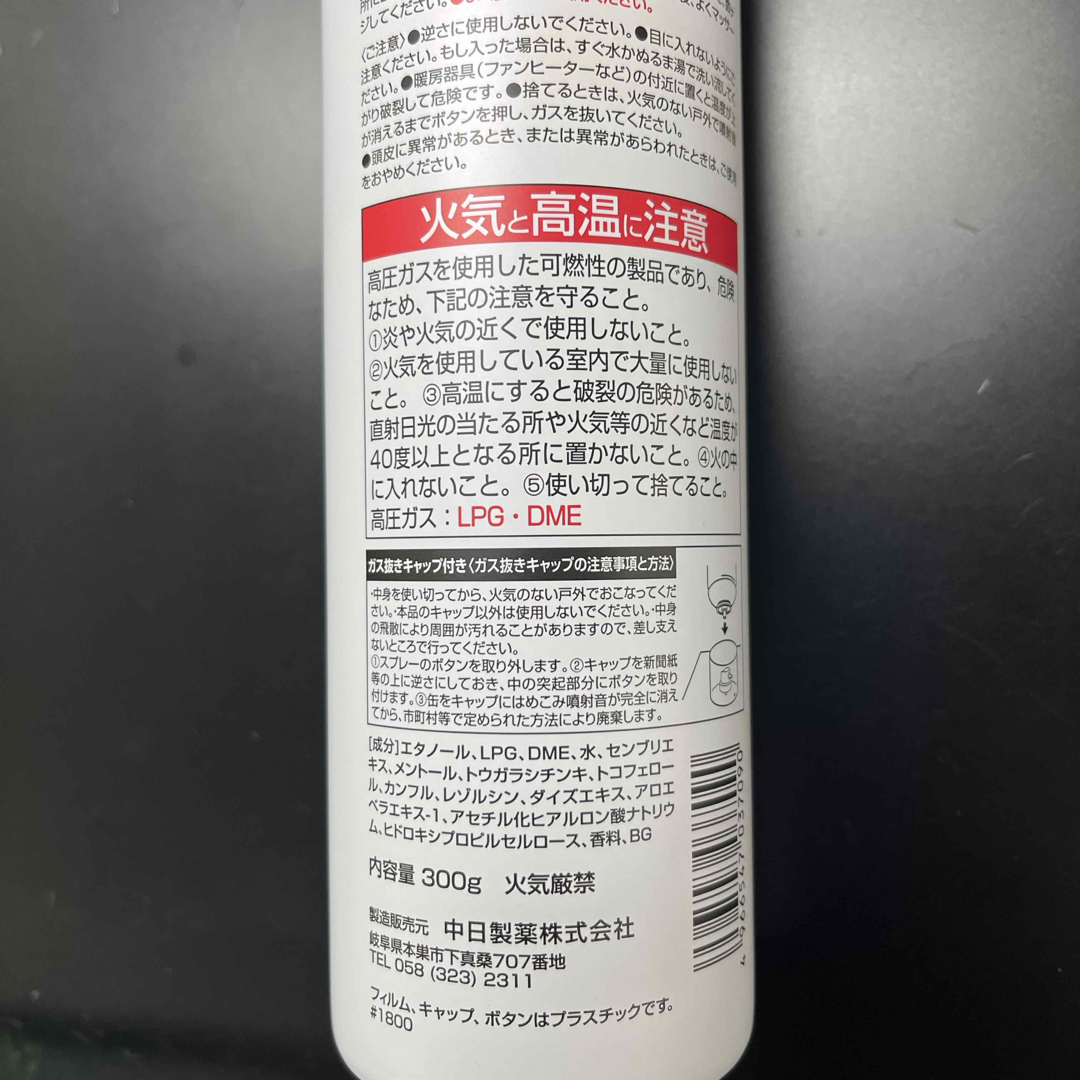 ジしてください。
よくマッサー
〈ご注意〉●逆さに使用しないでください。●目に入れないようにご
注意ください。もし入った場合は、すぐ水かぬるま湯で洗い流してく
ださい。●暖房器具(ファンヒーターなど)の付近に置くと温度が上
がり破裂して危険です。●捨てるときは、火気のない戸外で噴射音
が消えるまでボタンを押し、ガスを抜いてください。
●頭皮に異常があるとき、または異常があらわれたときは、ご使用
をおやめください。
火気と高温に注意
高圧ガスを使用した可燃性の製品であり、危険
なため、下記の注意を守ること。
①炎や火気の近くで使用しないこと。
②火気を使用している室内で大量に使用しない
こと。③高温にすると破裂の危険があるため、
直射日光の当たる所や火気等の近くなど温度が
40度以上となる所に置かないこと。④火の中
に入れないこと。⑤使い切って捨てること。
高圧ガス:LPG・DME
ガス抜きキャップ付き〈ガス抜きキャップの注意事項と方法〉
・中身を使い切ってから、火気のない戸外でおこなってくだ
さい。・本品のキャップ以外は使用しないでください。・中身
の飛散により周囲が汚れることがありますので、差し支え
ないところで行ってください。
①スプレーのボタンを取り外します。②キャップを新聞紙
等の上に逆さにしておき、中の突起部分にボタンを取り
付けます。③缶をキャップにはめこみ噴射音が完全に消え
てから、市町村等で定められた方法により廃棄します。
[成分]エタノール、LPG、DME、水、センブリエ
キス、メントール、トウガラシチンキ、トコフェロー
ル、カンフル、レゾルシン、ダイズエキス、アロエ
ベラエキス-1、アセチル化ヒアルロン酸ナトリウ
ム、ヒドロキシプロピルセルロース、香料、BG
内容量 300g 火気厳禁
製造販売元 中日製薬株式会社
岐阜県本巣市下真桑707番地
TEL 058 (323) 2311
フィルム、キャップ、ボタンはプラスチックです。
#1800
4 966547 037090